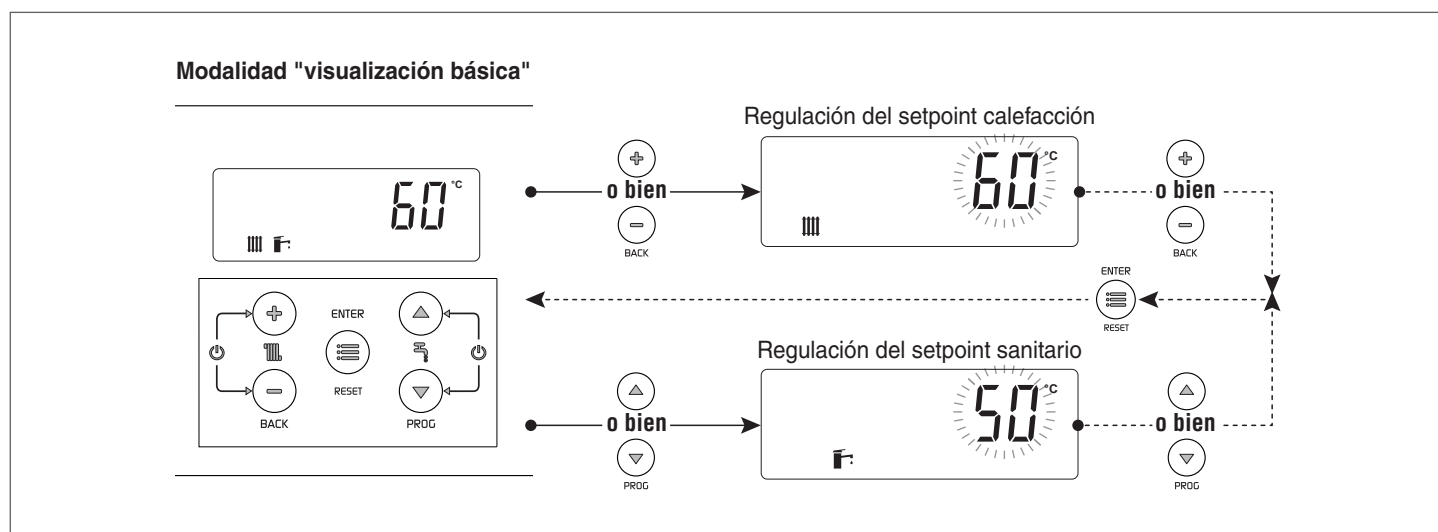 Modalidad "visualización básica"
60 °C
ENTER
RESET
BACK
PROG
o bien
BACK
Regulación del setpoint calefacción
60 °C
o bien
BACK
ENTER
RESET
o bien
PROG
Regulación del setpoint sanitario
50 °C
o bien
PROG